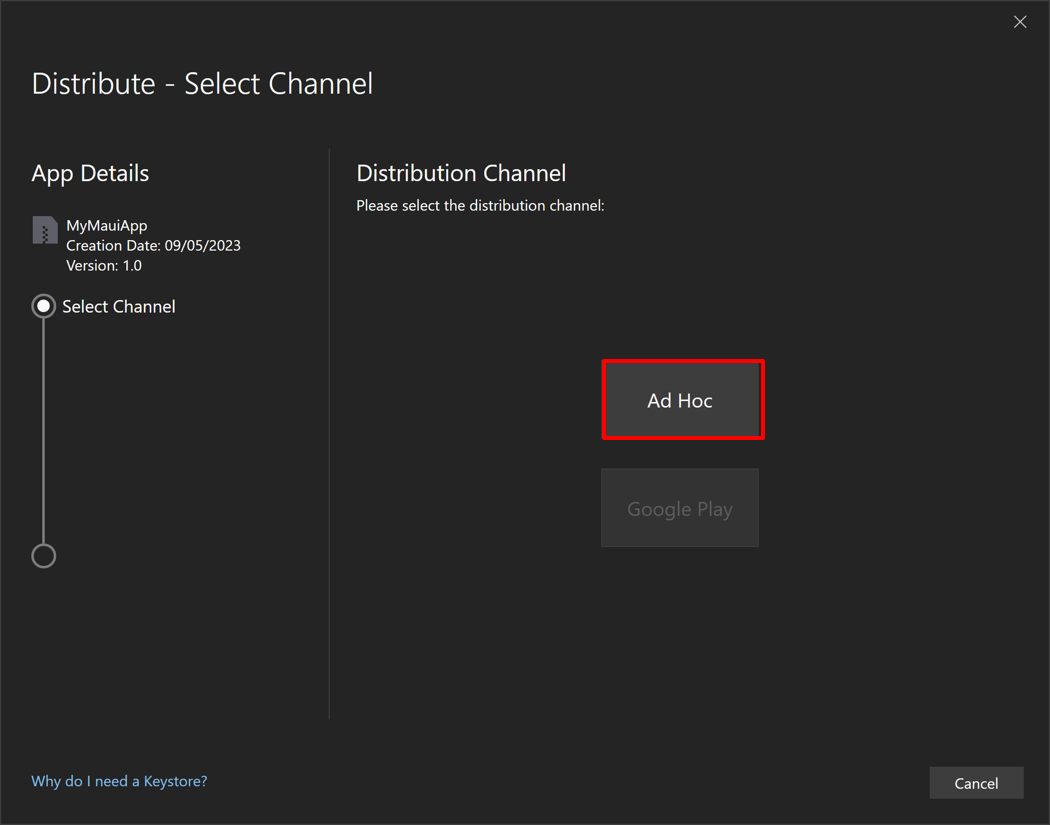 Distribute - Select Channel
App Details
MyMauiApp
Creation Date: 09/05/2023
Version: 1.0
Select Channel
Distribution Channel
Please select the distribution channel:
Ad Hoc
Google Play
Why do I need a Keystore?
Cancel